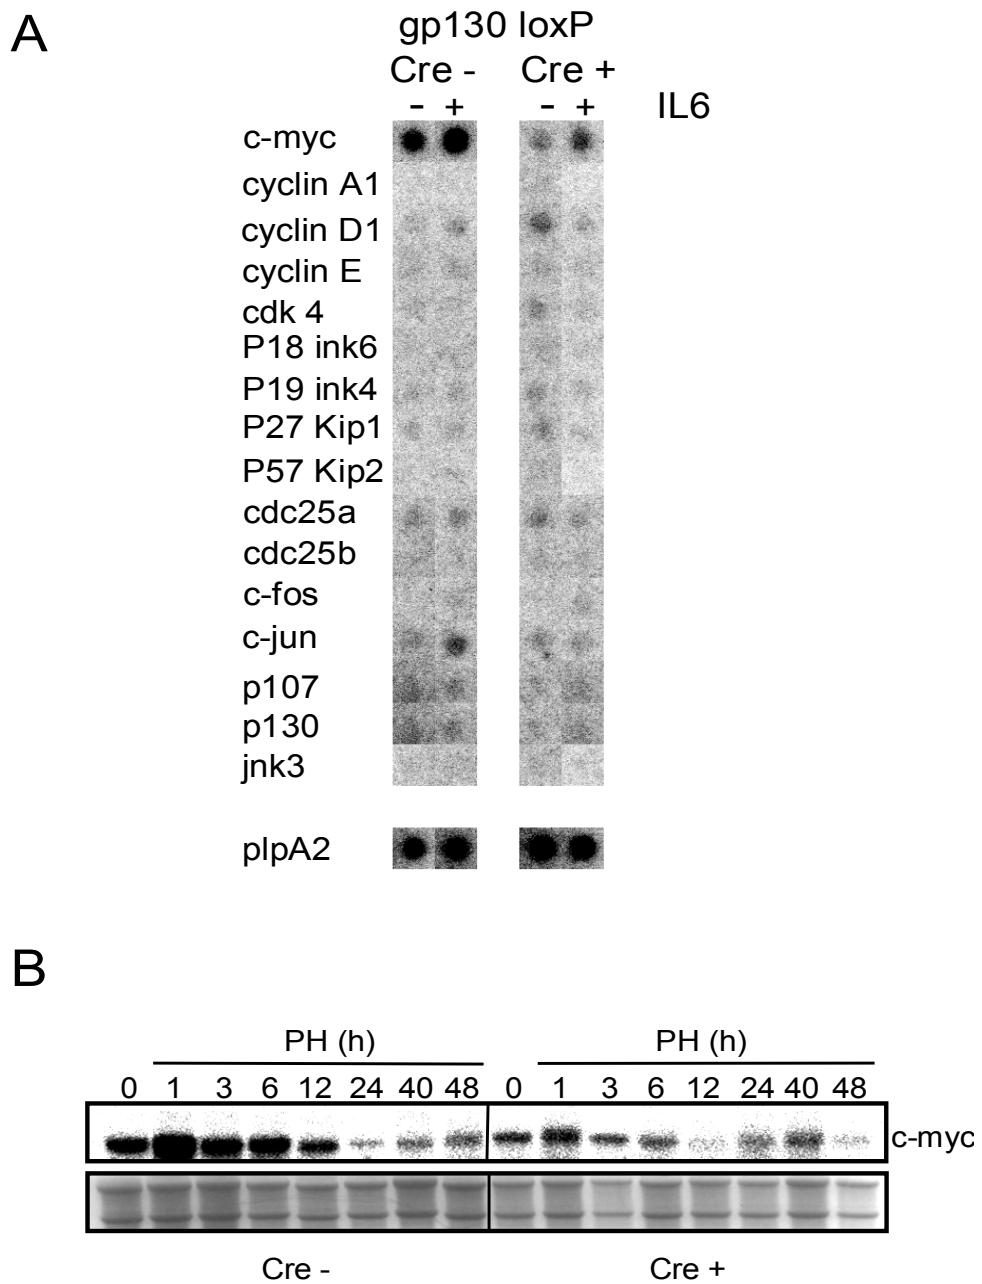 A
gp130 loxP
Cre - Cre +
- + - + IL6
c-myc
cyclin A1
cyclin D1
cyclin E
cdk 4
P18 ink6
P19 ink4
P27 Kip1
P57 Kip2
cdc25a
cdc25b
c-fos
c-jun
p107
p130
jnk3
plpA2
B
PH (h) PH (h)
0 1 3 6 12 24 40 48 0 1 3 6 12 24 40 48
c-myc
Cre - Cre +